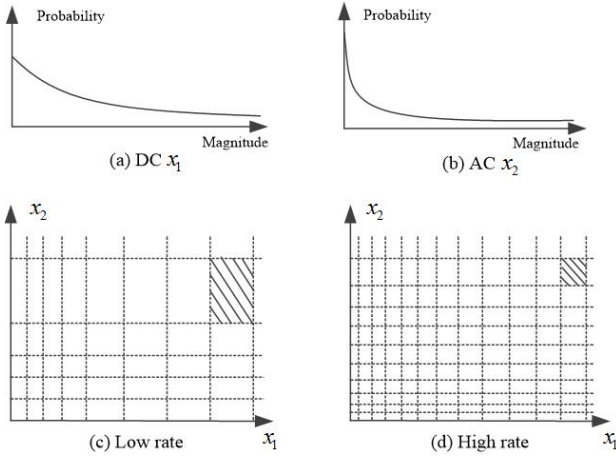 Probability
Magnitude
(a) DC x₁
Probability
Magnitude
(b) AC x₂
x₂
x₁
(c) Low rate
x₂
x₁
(d) High rate